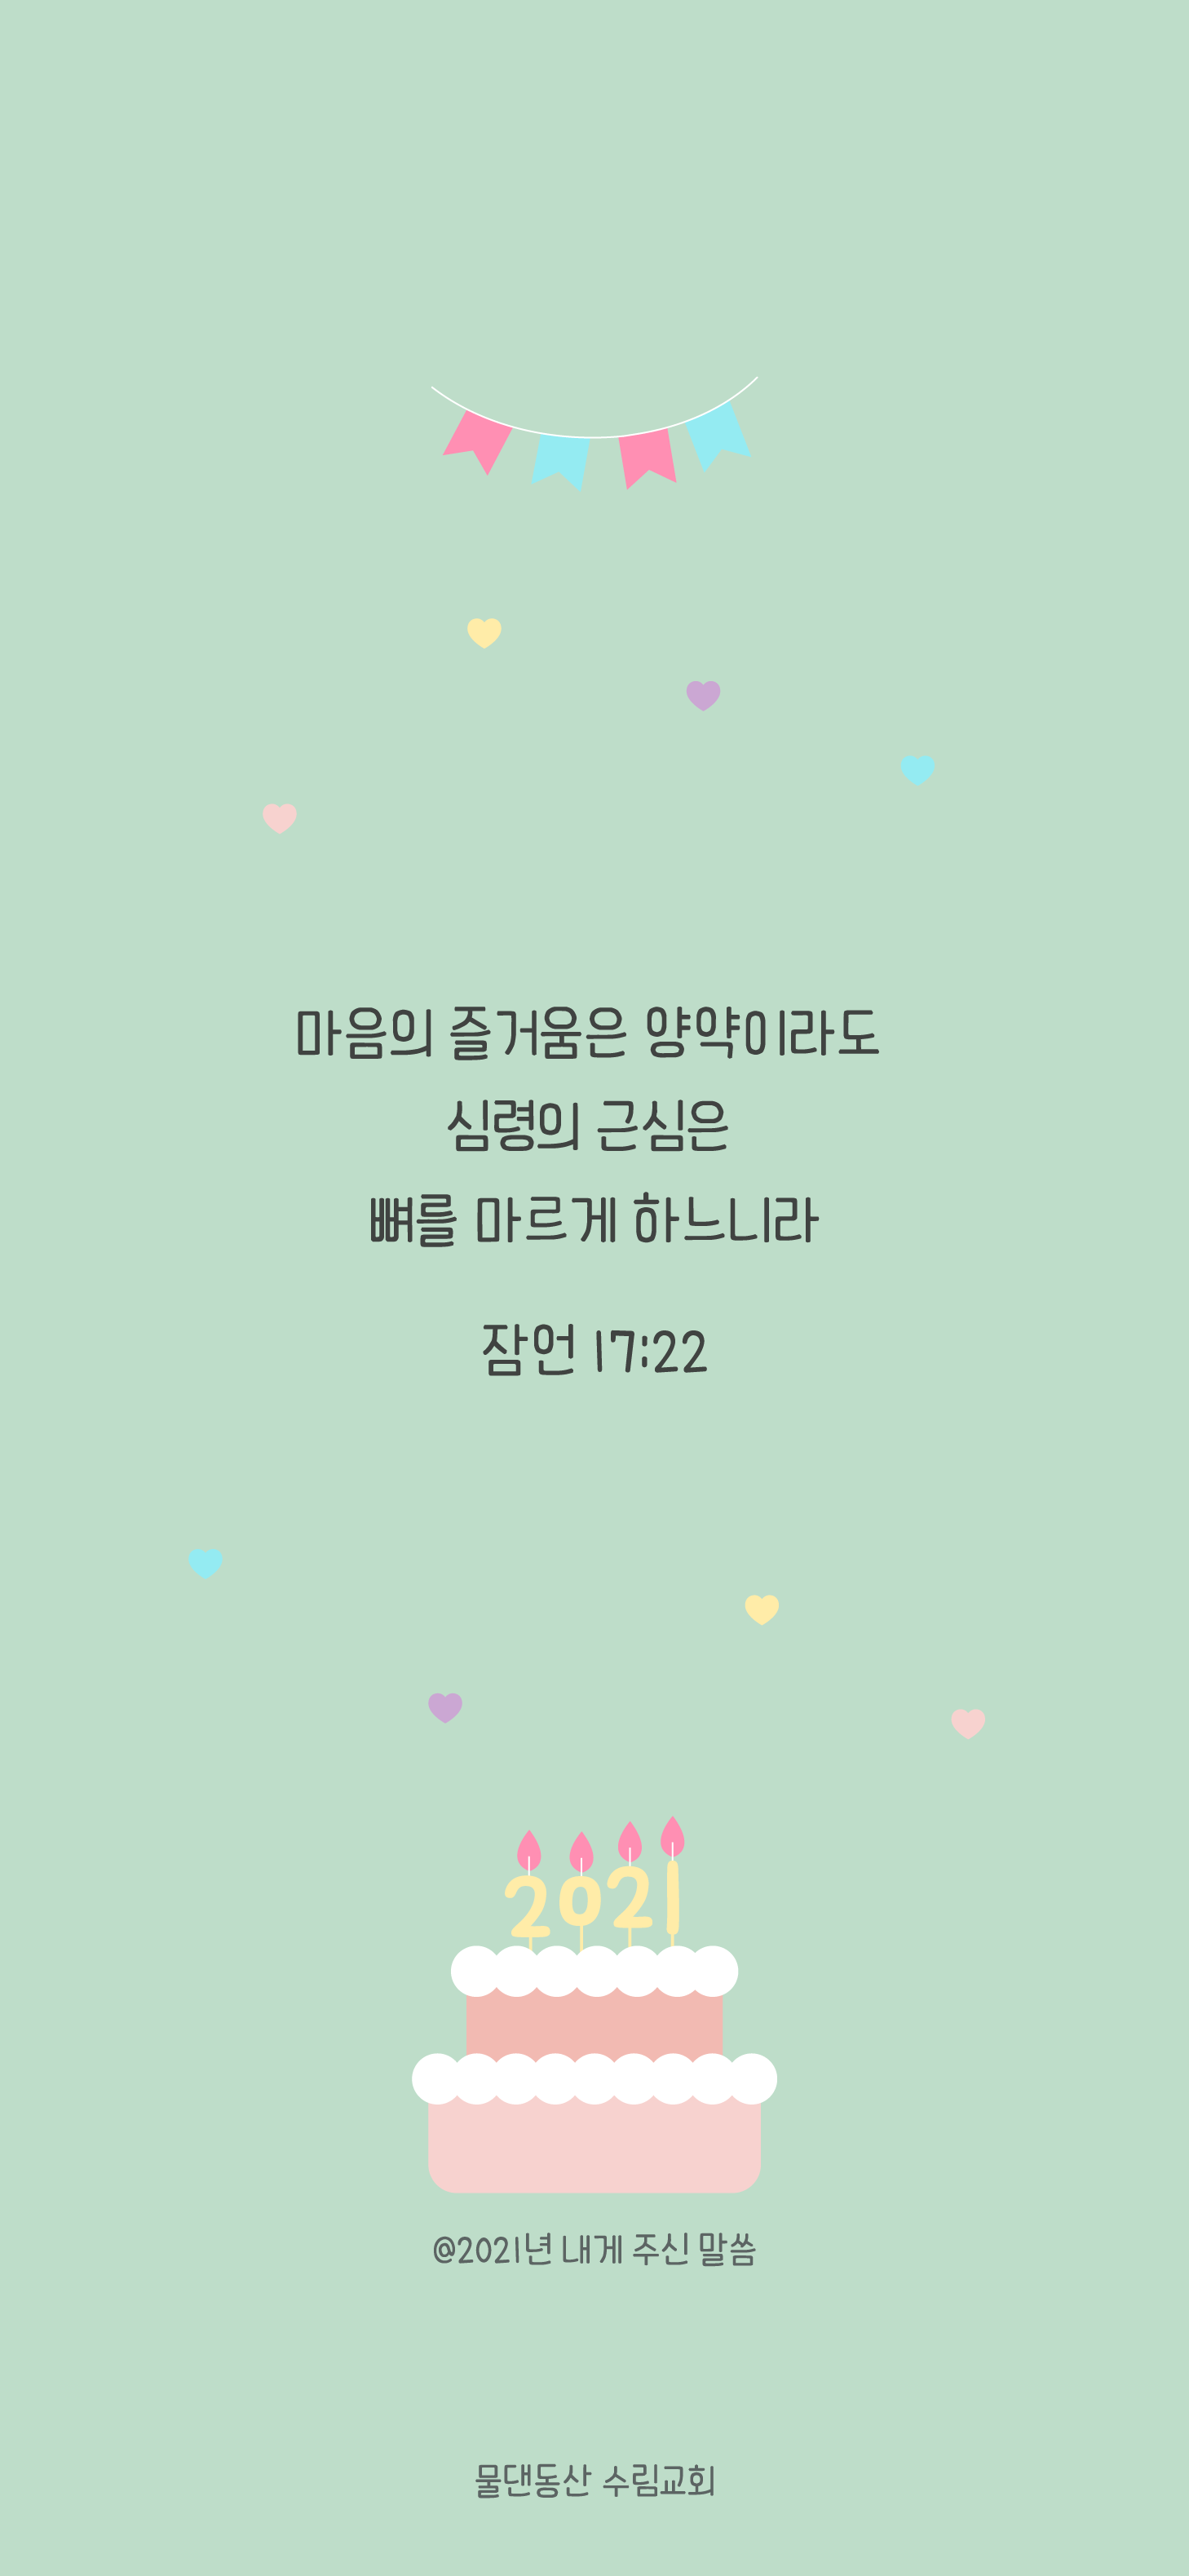 마음의 즐거움은 양약이라도
심령의 근심은
뼈를 마르게 하느니라
잠언 17:22
2021
@2021년 내게 주신 말씀
물댄동산 수림교회